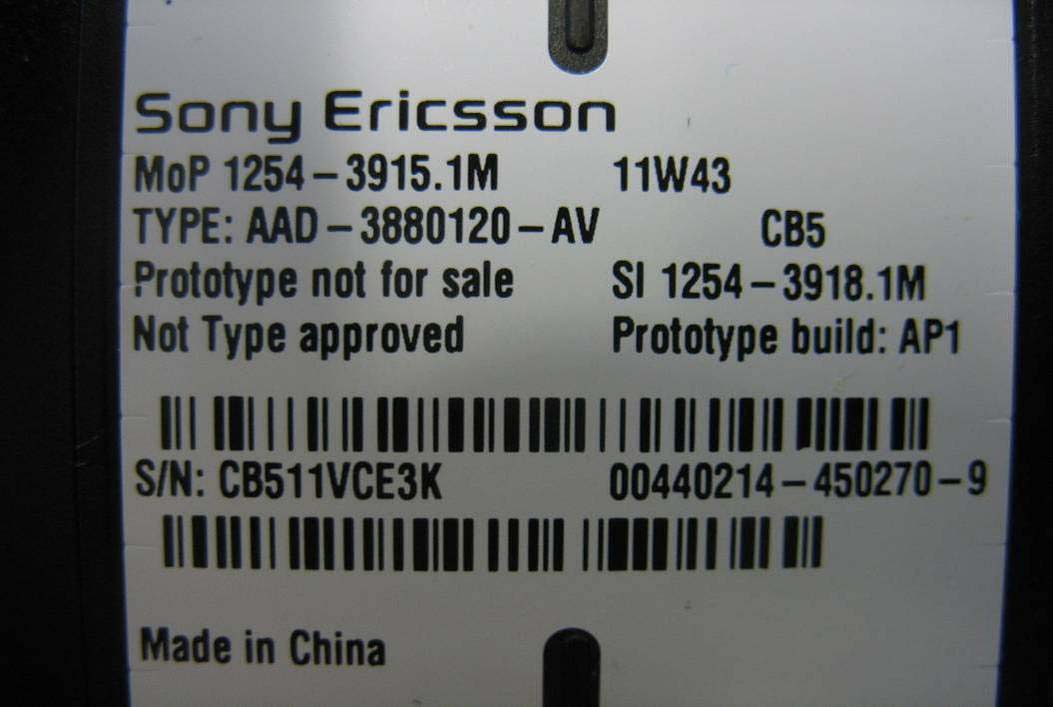 Sony Ericsson
MoP 1254-3915.1M 11W43
TYPE: AAD-3880120-AV CB5
Prototype not for sale SI 1254-3918.1M
Not Type approved Prototype build: AP1
S/N: CB511VCE3K 00440214-450270-9
Made in China